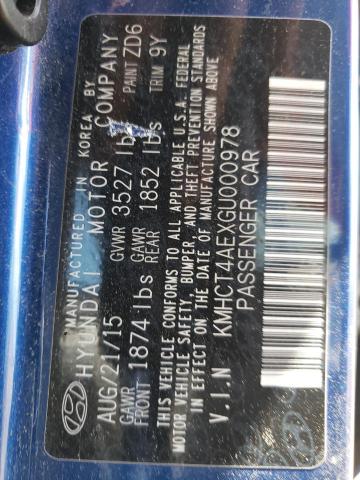 MANUFACTURED IN KOREA BY
HYUNDAI MOTOR COMPANY
AUG/21/15 GVWR 3527 lbs PAINT ZD6
GAWR FRONT 1874 lbs GAWR REAR 1852 lbs TRIM 9Y
THIS VEHICLE CONFORMS TO ALL APPLICABLE U.S.A. FEDERAL
MOTOR VEHICLE SAFETY, BUMPER, AND THEFT PREVENTION STANDARDS
IN EFFECT ON THE DATE OF MANUFACTURE SHOWN ABOVE
V.I.N KMHCT4AEXGU000978
PASSENGER CAR